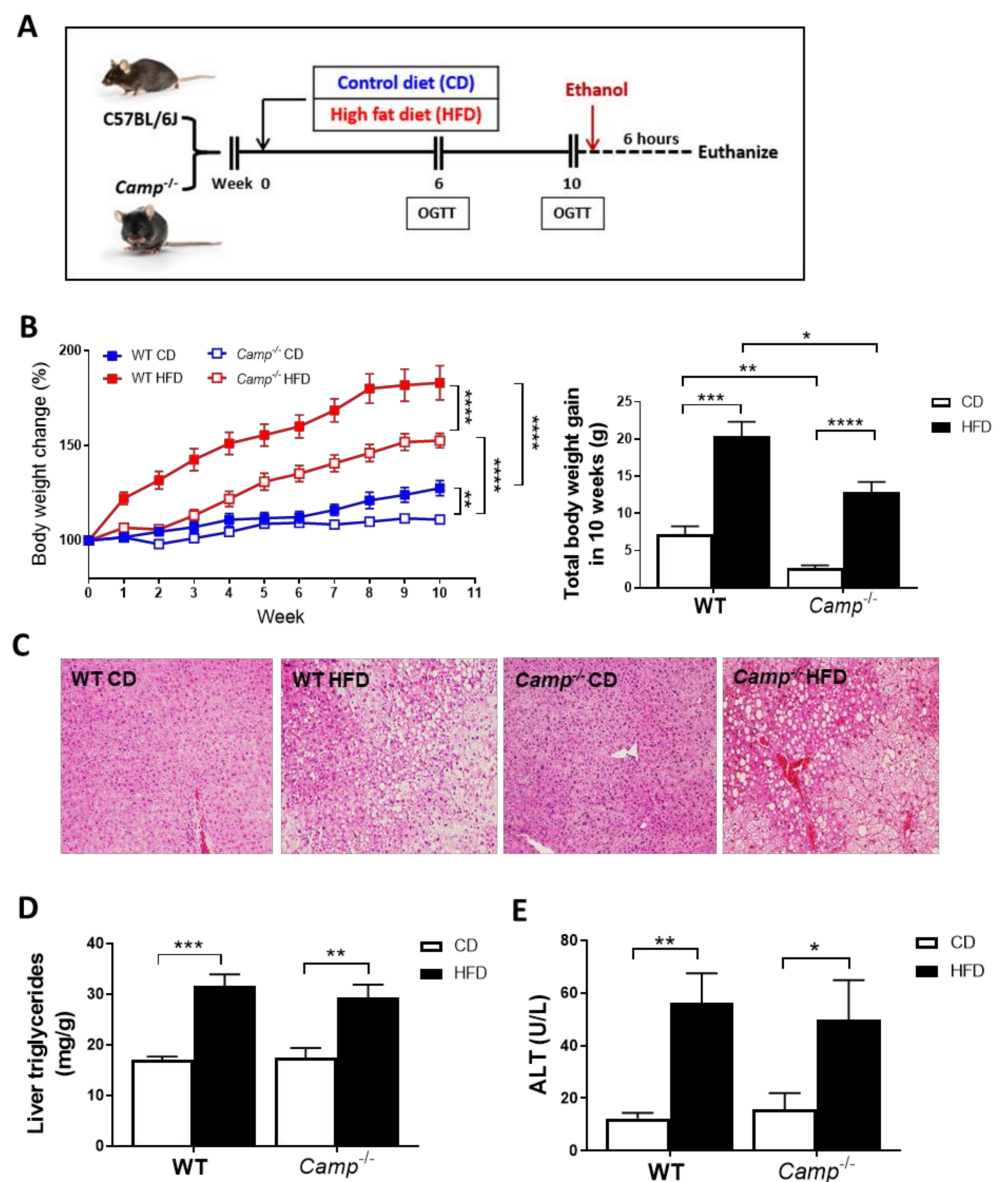 A
C57BL/6J
Camp-/-
Control diet (CD)
High fat diet (HFD)
Ethanol
6 hours
Euthanize
Week 0
6
10
OGTT
OGTT
B
WT CD
Camp-/- CD
WT HFD
Camp-/- HFD
Body weight change (%)
200
150
100
0 1 2 3 4 5 6 7 8 9 10 11
Week
****
****
****
**
Total body weight gain
in 10 weeks (g)
25
20
15
10
5
0
*
**
***
****
CD
HFD
WT
Camp-/-
C
WT CD
WT HFD
Camp-/- CD
Camp-/- HFD
D
Liver triglycerides
(mg/g)
40
30
20
10
0
***
**
CD
HFD
WT
Camp-/-
E
ALT (U/L)
80
60
40
20
0
**
*
CD
HFD
WT
Camp-/-